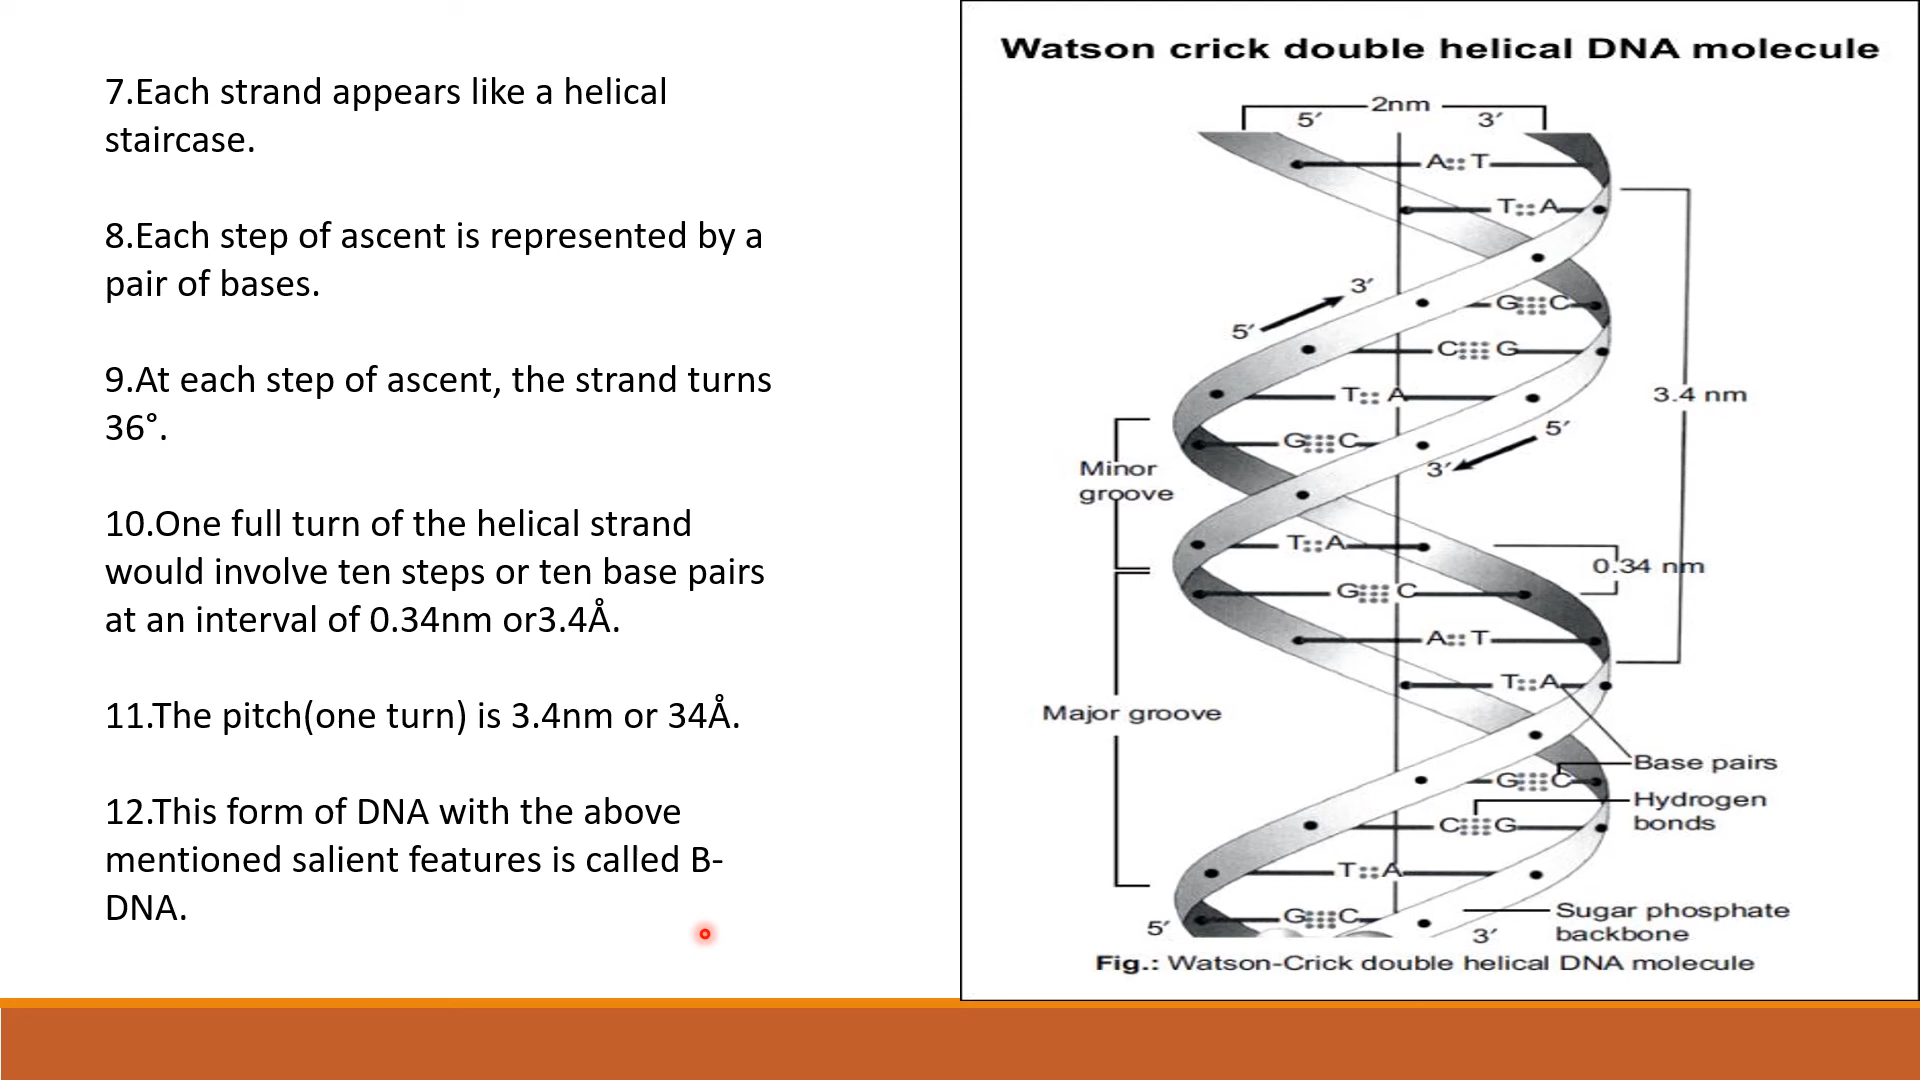 7.Each strand appears like a helical
staircase.
8.Each step of ascent is represented by a
pair of bases.
9.At each step of ascent, the strand turns
36°.
10.One full turn of the helical strand
would involve ten steps or ten base pairs
at an interval of 0.34nm or3.4Å.
11.The pitch(one turn) is 3.4nm or 34Å.
12.This form of DNA with the above
mentioned salient features is called B-
DNA.
Watson crick double helical DNA molecule
2nm
5′ 3′
A T
T A
3′
5′
G C
C G
T A
3.4 nm
5′
3′
G C
Minor
groove
T A
0.34 nm
G C
A T
T A
Major groove
Base pairs
G C
Hydrogen
bonds
C G
T A
Sugar phosphate
backbone
G C
5′
3′
Fig.: Watson-Crick double helical DNA molecule